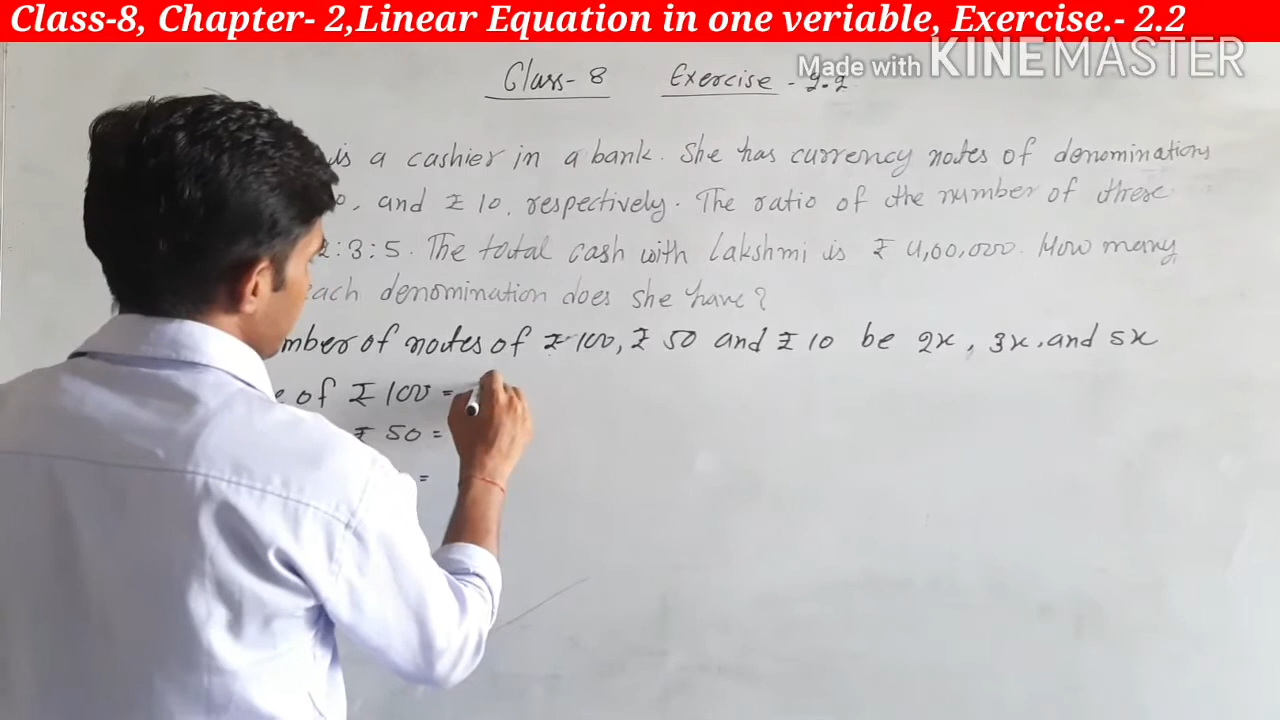 Class-8, Chapter- 2,Linear Equation in one veriable, Exercise.- 2.2
Made with KINEMASTER
Class- 8 Exercise - 2.2
is a cashier in a bank. She has currency notes of denominations
, and ₹ 10, respectively. The ratio of the number of these
2:3:5. The total cash with Lakshmi is ₹ 4,00,000. How many
each denomination does she have?
mber of notes of ₹ 100, ₹ 50 and ₹ 10 be 2x, 3x, and 5x
of ₹ 100 =
₹ 50 =
=